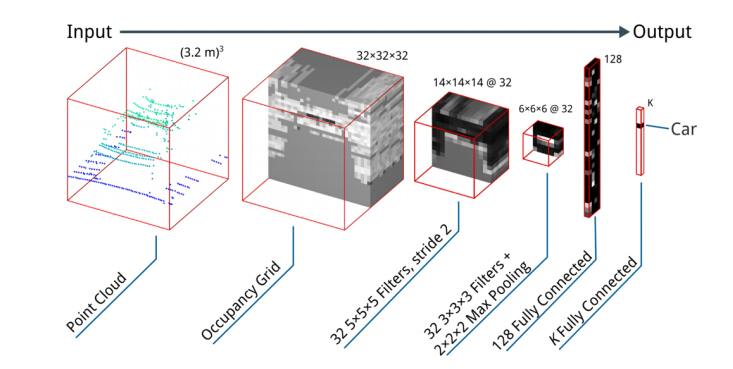 Input
Output
(3.2 m)³
32×32×32
14×14×14 @ 32
6×6×6 @ 32
128
K
Car
Point Cloud
Occupancy Grid
32 5×5×5 Filters, stride 2
32 3×3×3 Filters +
2×2×2 Max Pooling
128 Fully Connected
K Fully Connected